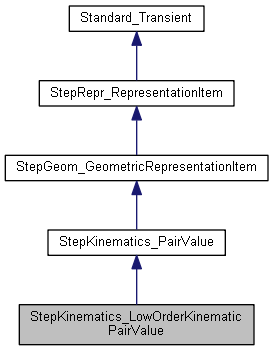 Standard_Transient
StepRepr_RepresentationItem
StepGeom_GeometricRepresentationItem
StepKinematics_PairValue
StepKinematics_LowOrderKinematic
PairValue